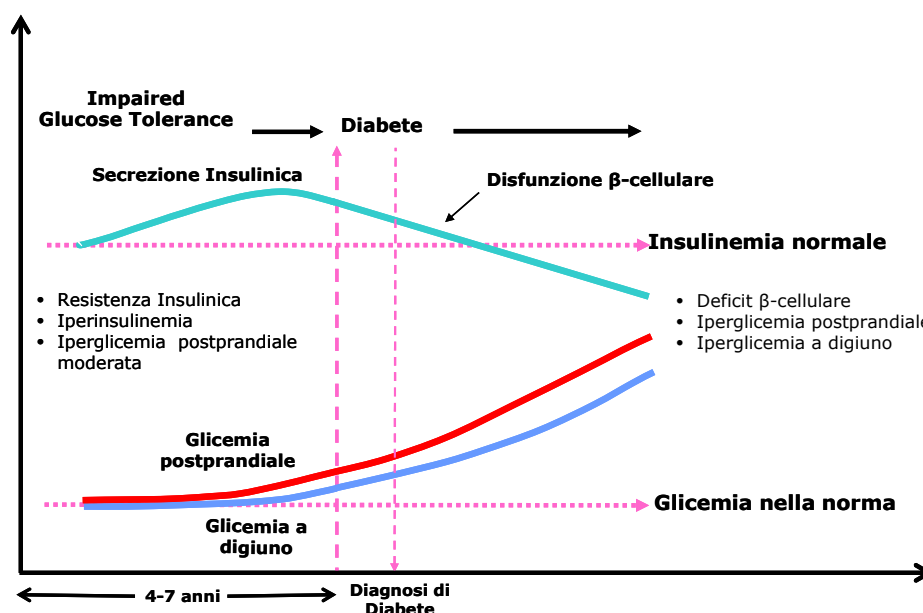 Impaired
Glucose Tolerance
Diabete
Secrezione Insulinica
Disfunzione β-cellulare
Insulinemia normale
• Resistenza Insulinica
• Iperinsulinemia
• Iperglicemia postprandiale
moderata
• Deficit β-cellulare
• Iperglicemia postprandiale
• Iperglicemia a digiuno
Glicemia
postprandiale
Glicemia nella norma
Glicemia a
digiuno
4-7 anni
Diagnosi di
Diabete